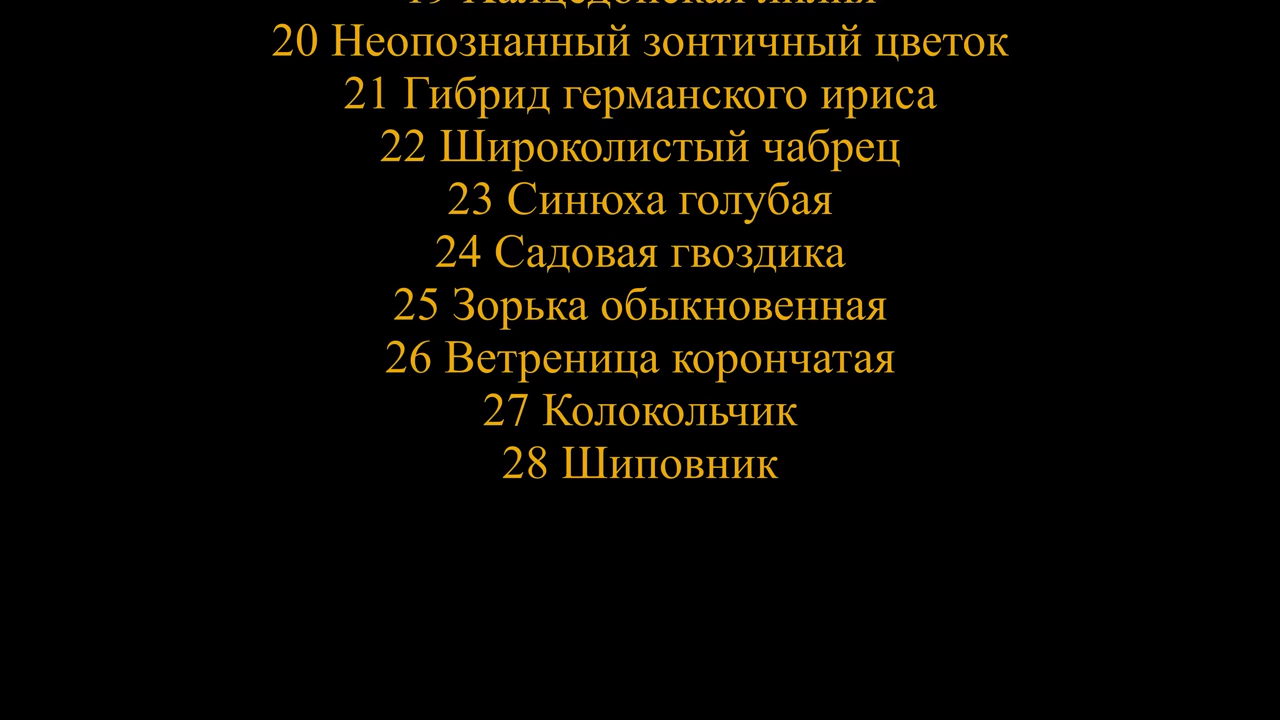 20 Неопознанный зонтичный цветок
21 Гибрид германского ириса
22 Широколистый чабрец
23 Синюха голубая
24 Садовая гвоздика
25 Зорька обыкновенная
26 Ветреница корончатая
27 Колокольчик
28 Шиповник